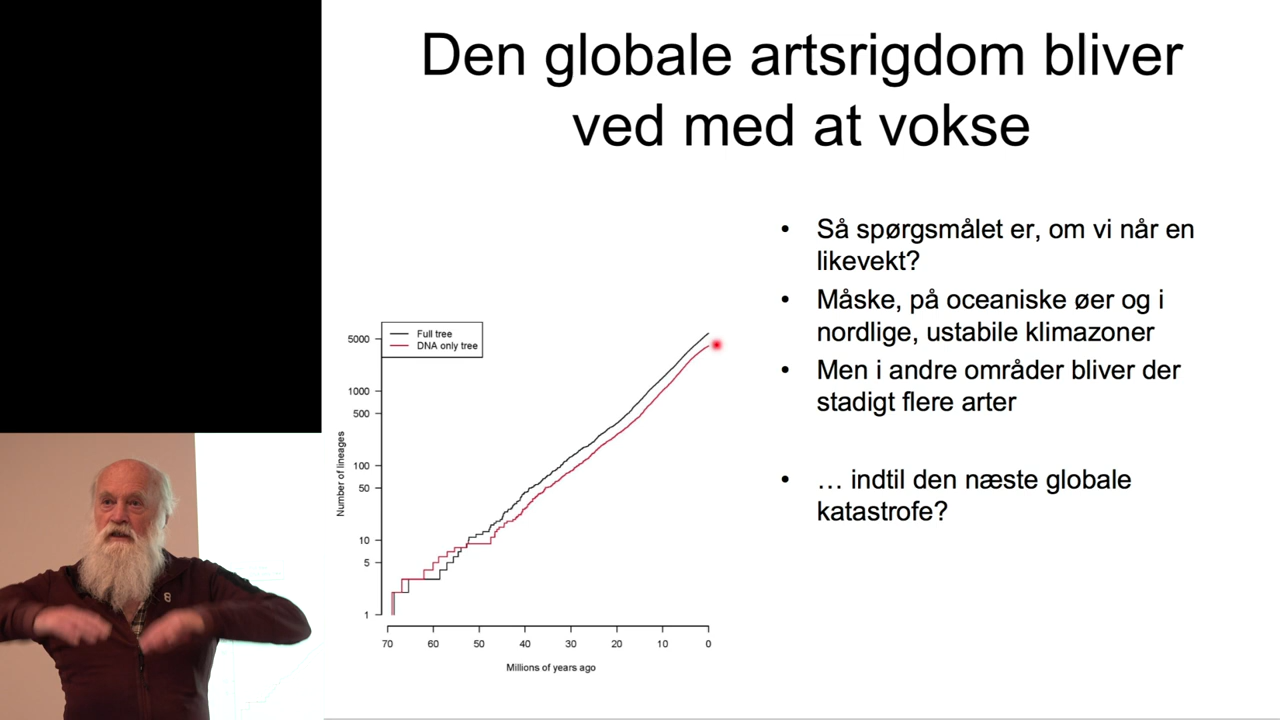 Den globale artsrigdom bliver
ved med at vokse
• Så spørgsmålet er, om vi når en
likevekt?
• Måske, på oceaniske øer og i
nordlige, ustabile klimazoner
• Men i andre områder bliver der
stadigt flere arter
• … indtil den næste globale
katastrofe?
Full tree
DNA only tree
Number of lineages
5000
1000
500
100
50
10
5
1
70 60 50 40 30 20 10 0
Millions of years ago